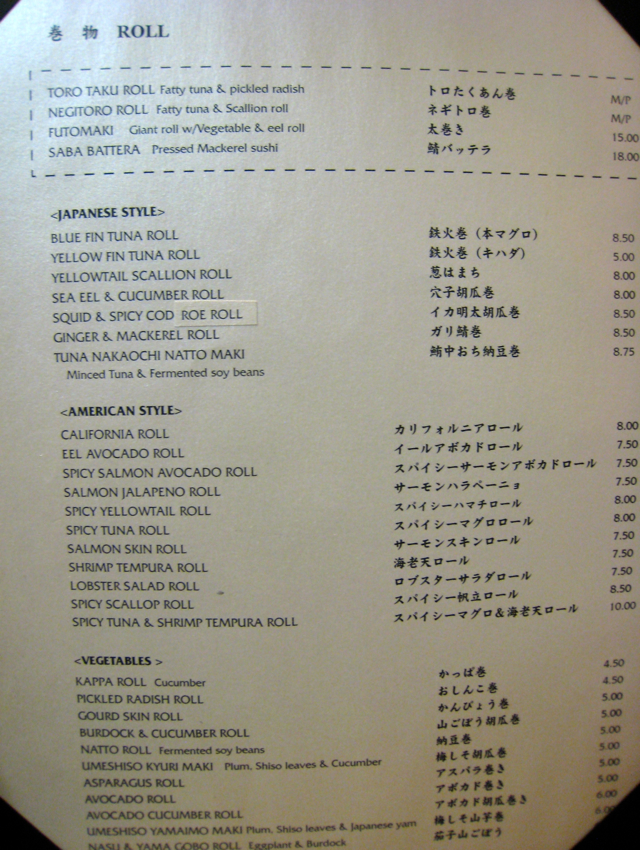 巻 物 ROLL
TORO TAKU ROLL Fatty tuna & pickled radish トロたくあん巻 M/P
NEGITORO ROLL Fatty tuna & Scallion roll ネギトロ巻 M/P
FUTOMAKI Giant roll w/Vegetable & eel roll 太巻き 15.00
SABA BATTERA Pressed Mackerel sushi 鯖バッテラ 18.00
<JAPANESE STYLE>
BLUE FIN TUNA ROLL 鉄火巻（本マグロ） 8.50
YELLOW FIN TUNA ROLL 鉄火巻（キハダ） 5.00
YELLOWTAIL SCALLION ROLL 葱はまち 8.00
SEA EEL & CUCUMBER ROLL 穴子胡瓜巻 8.00
SQUID & SPICY COD ROE ROLL イカ明太胡瓜巻 8.50
GINGER & MACKEREL ROLL ガリ鯖巻 8.50
TUNA NAKAOCHI NATTO MAKI 鮪中おち納豆巻 8.75
Minced Tuna & Fermented soy beans
<AMERICAN STYLE>
CALIFORNIA ROLL カリフォルニアロール 8.00
EEL AVOCADO ROLL イールアボカドロール 7.50
SPICY SALMON AVOCADO ROLL スパイシーサーモンアボカドロール 7.50
SALMON JALAPENO ROLL サーモンハラペーニョ 7.50
SPICY YELLOWTAIL ROLL スパイシーハマチロール 8.00
SPICY TUNA ROLL スパイシーマグロロール 8.00
SALMON SKIN ROLL サーモンスキンロール 7.50
SHRIMP TEMPURA ROLL 海老天ロール 7.50
LOBSTER SALAD ROLL ロブスターサラダロール 7.50
SPICY SCALLOP ROLL スパイシー帆立ロール 8.50
SPICY TUNA & SHRIMP TEMPURA ROLL スパイシーマグロ＆海老天ロール 10.00
<VEGETABLES >
KAPPA ROLL Cucumber かっぱ巻 4.50
PICKLED RADISH ROLL おしんこ巻 4.50
GOURD SKIN ROLL かんぴょう巻 5.00
BURDOCK & CUCUMBER ROLL 山ごぼう胡瓜巻 5.00
NATTO ROLL Fermented soy beans 納豆巻 5.00
UMESHISO KYURI MAKI Plum, Shiso leaves & Cucumber 梅しそ胡瓜巻 5.00
ASPARAGUS ROLL アスパラ巻き 5.00
AVOCADO ROLL アボカド巻き 5.00
AVOCADO CUCUMBER ROLL アボカド胡瓜巻き 5.00
UMESHISO YAMAIMO MAKI Plum, Shiso leaves & Japanese yam 梅しそ山芋巻 6.00
NASU & YAMA GOBO ROLL Eggplant & Burdock 茄子山ごぼう 6.00